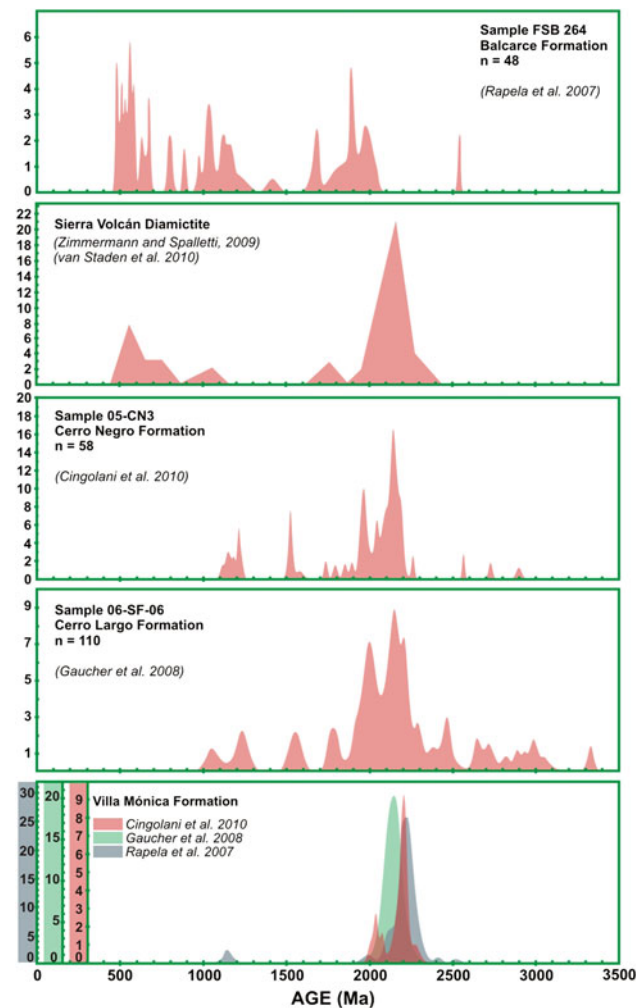 6
5
4
3
2
1
0
Sample FSB 264
Balcarce Formation
n = 48
(Rapela et al. 2007)
22
20
18
16
14
12
10
8
6
4
2
0
Sierra Volcán Diamictite
(Zimmermann and Spalletti, 2009)
(van Staden et al. 2010)
20
18
16
14
12
10
8
6
4
2
0
Sample 05-CN3
Cerro Negro Formation
n = 58
(Cingolani et al. 2010)
9
7
5
3
1
Sample 06-SF-06
Cerro Largo Formation
n = 110
(Gaucher et al. 2008)
30
25
20
15
10
5
0
20
15
10
5
0
9
8
7
6
5
4
3
2
1
0
Villa Mónica Formation
Cingolani et al. 2010
Gaucher et al. 2008
Rapela et al. 2007
0 500 1000 1500 2000 2500 3000 3500
AGE (Ma)